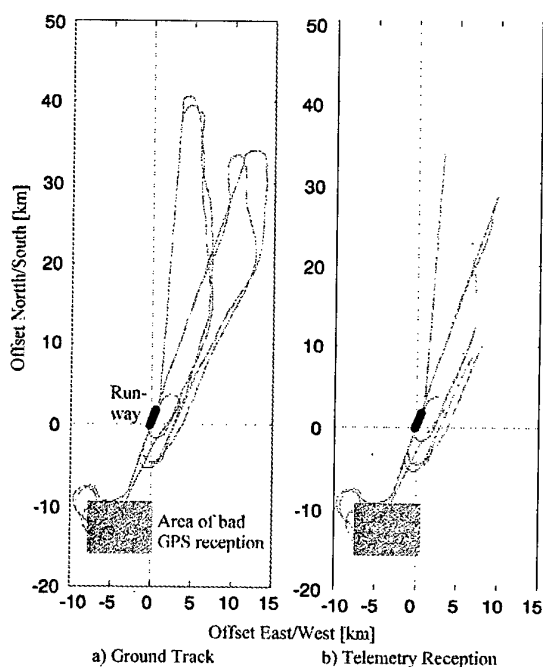 50
50
40
40
30
30
20
20
10
10
0
0
-10
-10
-20
-20
Offset Nortth/South [km]
Run-
way
Area of bad
GPS reception
-10 -5 0 5 10 15
-10 -5 0 5 10 15
Offset East/West [km]
a) Ground Track
b) Telemetry Reception